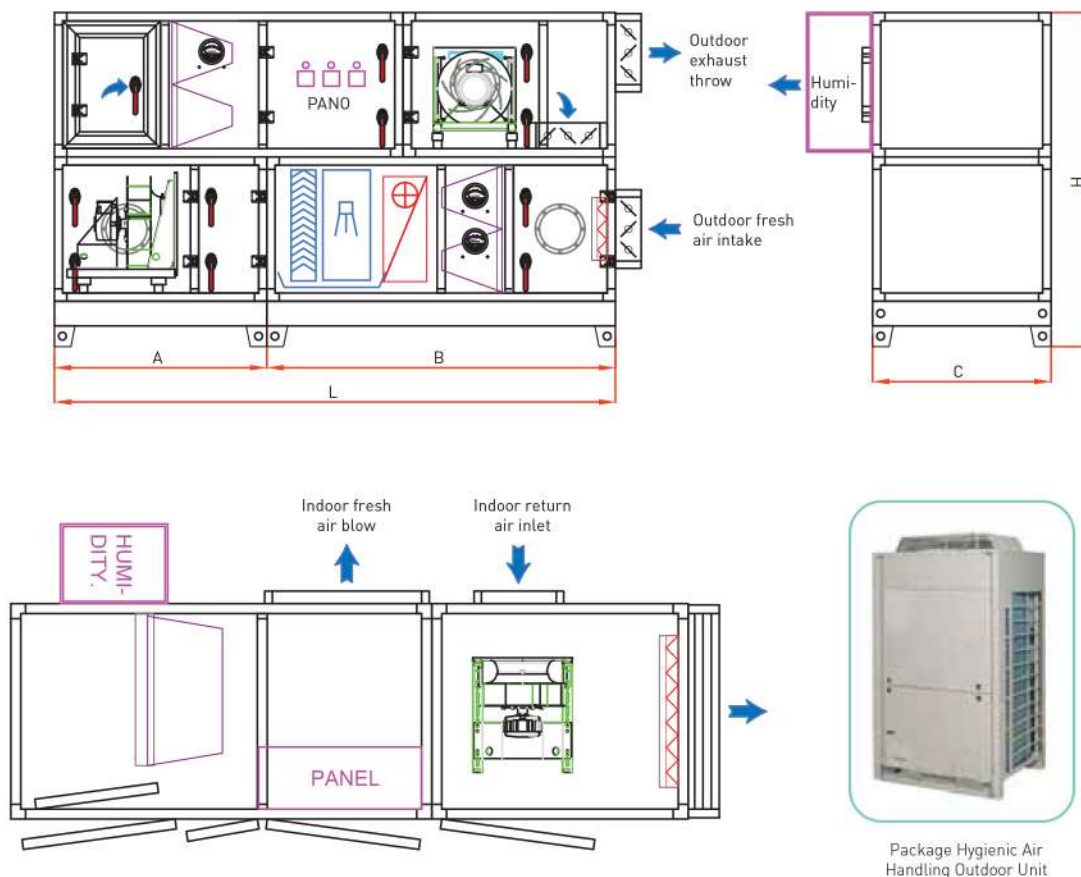 Outdoor
exhaust
throw
Humi-
dity
PANO
H
Outdoor fresh
air intake
A
B
C
L
Indoor fresh
air blow
Indoor return
air inlet
HUMI-
DITY.
PANEL
Package Hygienic Air
Handling Outdoor Unit